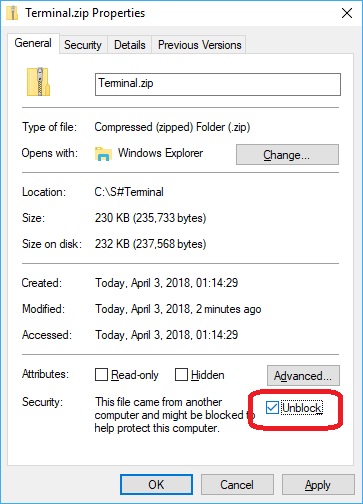 Terminal.zip Properties
General Security Details Previous Versions
Terminal.zip
Type of file: Compressed (zipped) Folder (.zip)
Opens with: Windows Explorer Change...
Location: C:\S#Terminal
Size: 230 KB (235,733 bytes)
Size on disk: 232 KB (237,568 bytes)
Created: Today, April 3, 2018, 01:14:29
Modified: Today, April 3, 2018, 2 minutes ago
Accessed: Today, April 3, 2018, 01:14:29
Attributes: Read-only Hidden Advanced...
Security: This file came from another Unblock
computer and might be blocked to
help protect this computer.
OK Cancel Apply